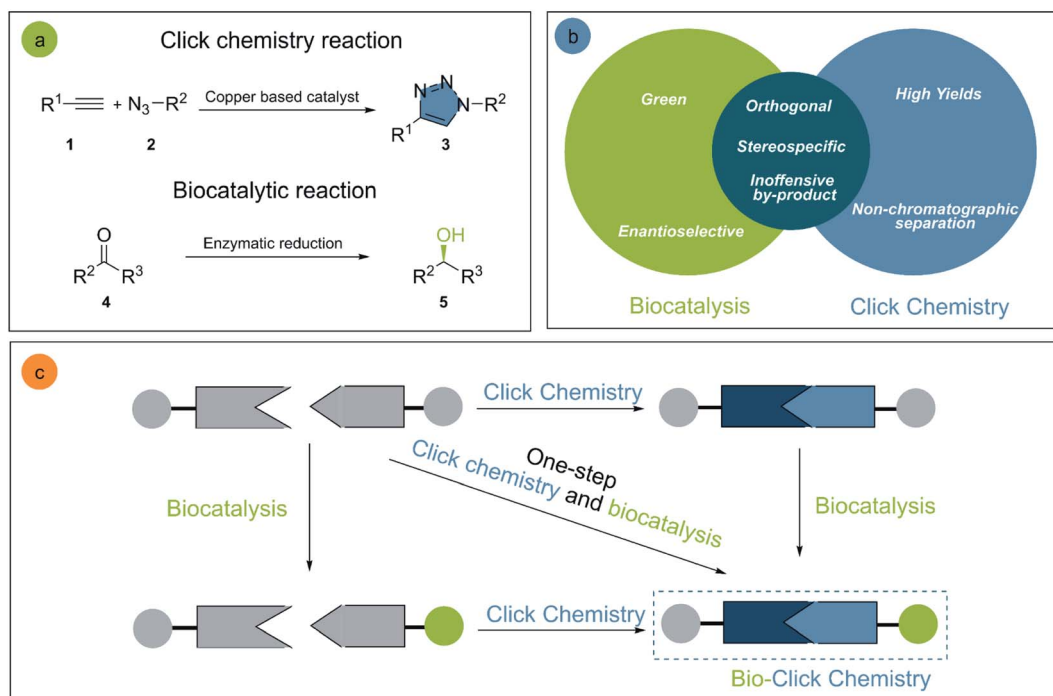 a
Click chemistry reaction
R¹
+ N₃–R²
Copper based catalyst
N
N
N
R²
R¹
1
2
3
Biocatalytic reaction
O
R² R³
Enzymatic reduction
OH
R² R³
4
5
b
Green
Orthogonal
High Yields
Stereospecific
Inoffensive
by-product
Enantioselective
Non-chromatographic
separation
Biocatalysis
Click Chemistry
c
Click Chemistry
One-step
Click chemistry and biocatalysis
Biocatalysis
Biocatalysis
Click Chemistry
Bio-Click Chemistry